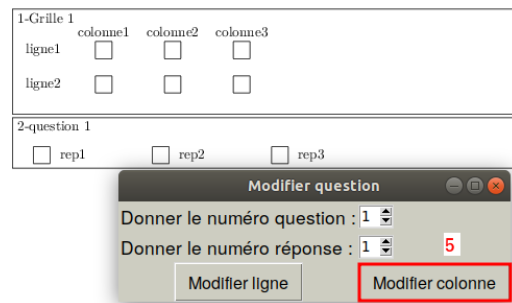 1-Grille 1
colonne1 colonne2 colonne3
ligne1
ligne2
2-question 1
rep1 rep2 rep3
Modifier question
Donner le numéro question : 1
Donner le numéro réponse : 1 5
Modifier ligne Modifier colonne